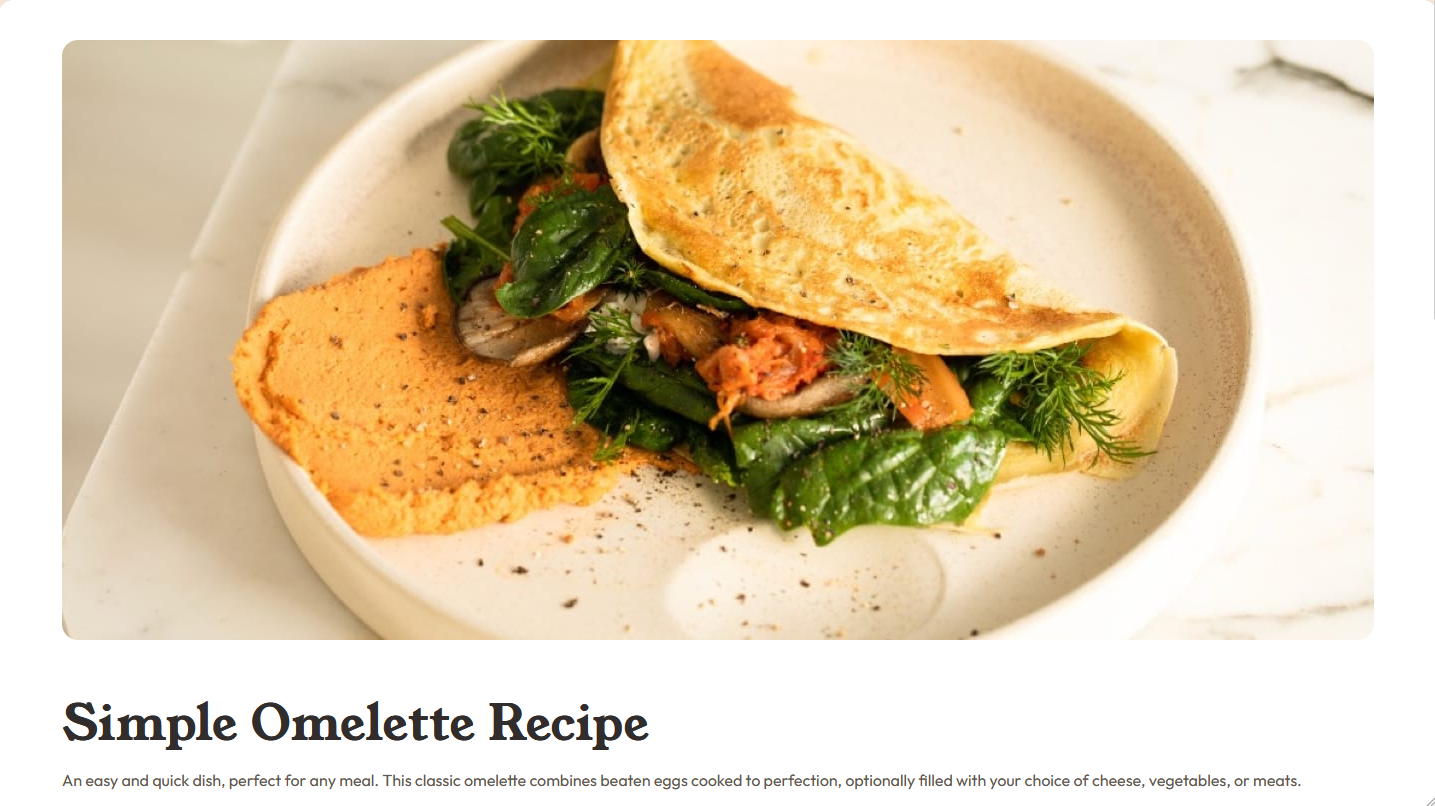 Simple Omelette Recipe
An easy and quick dish, perfect for any meal. This classic omelette combines beaten eggs cooked to perfection, optionally filled with your choice of cheese, vegetables, or meats.